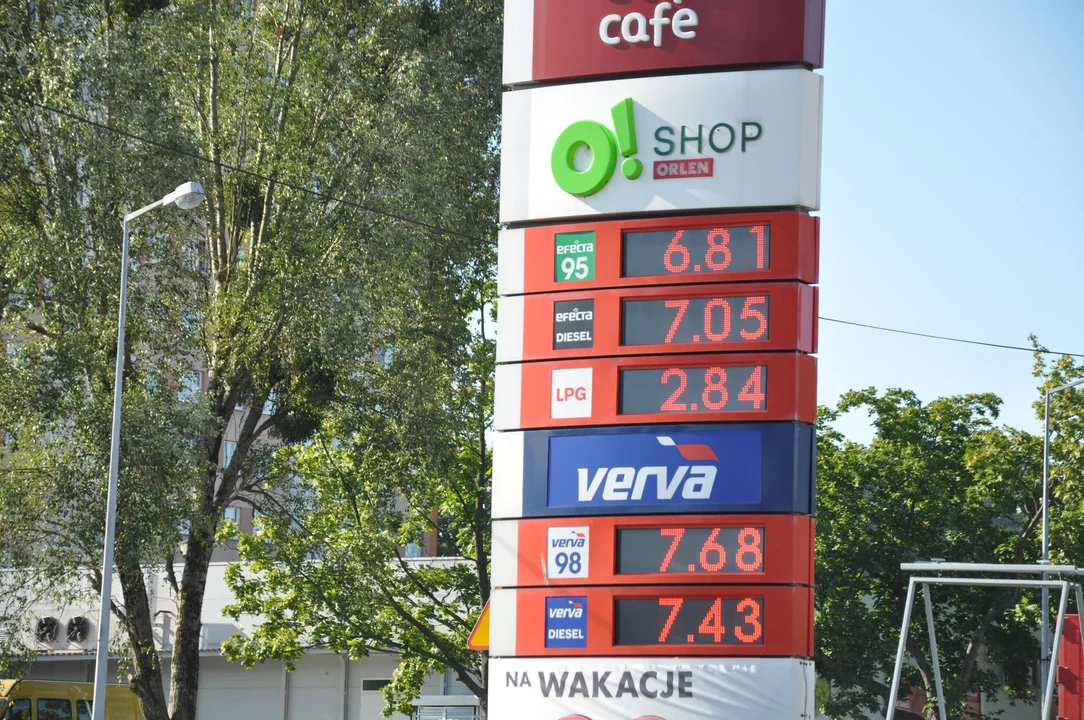 café
O! SHOP
ORLEN
EFECTA 95 6.81
EFECTA DIESEL 7.05
LPG 2.84
verva
verva 98 7.68
verva DIESEL 7.43
NA WAKACJE